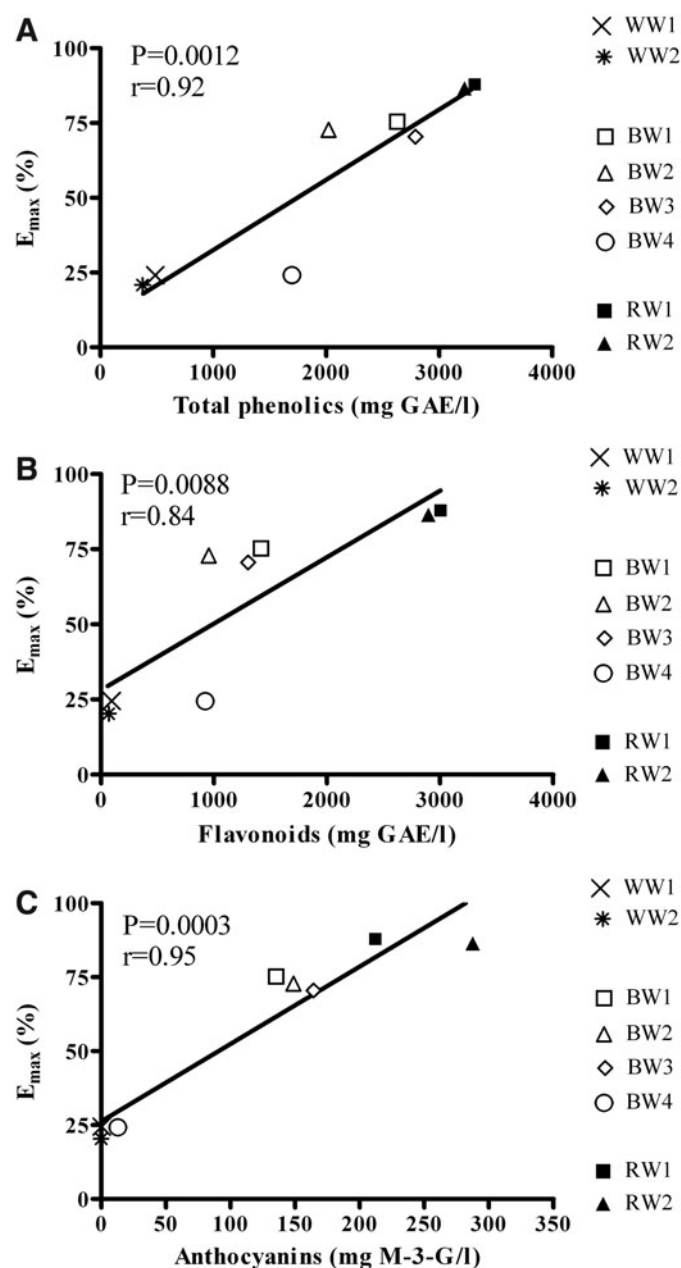 A
P=0.0012
r=0.92
100
75
50
25
0
Emax (%)
0 1000 2000 3000 4000
Total phenolics (mg GAE/l)
WW1
WW2
BW1
BW2
BW3
BW4
RW1
RW2
B
P=0.0088
r=0.84
100
75
50
25
0
Emax (%)
0 1000 2000 3000 4000
Flavonoids (mg GAE/l)
WW1
WW2
BW1
BW2
BW3
BW4
RW1
RW2
C
P=0.0003
r=0.95
100
75
50
25
0
Emax (%)
0 50 100 150 200 250 300 350
Anthocyanins (mg M-3-G/l)
WW1
WW2
BW1
BW2
BW3
BW4
RW1
RW2